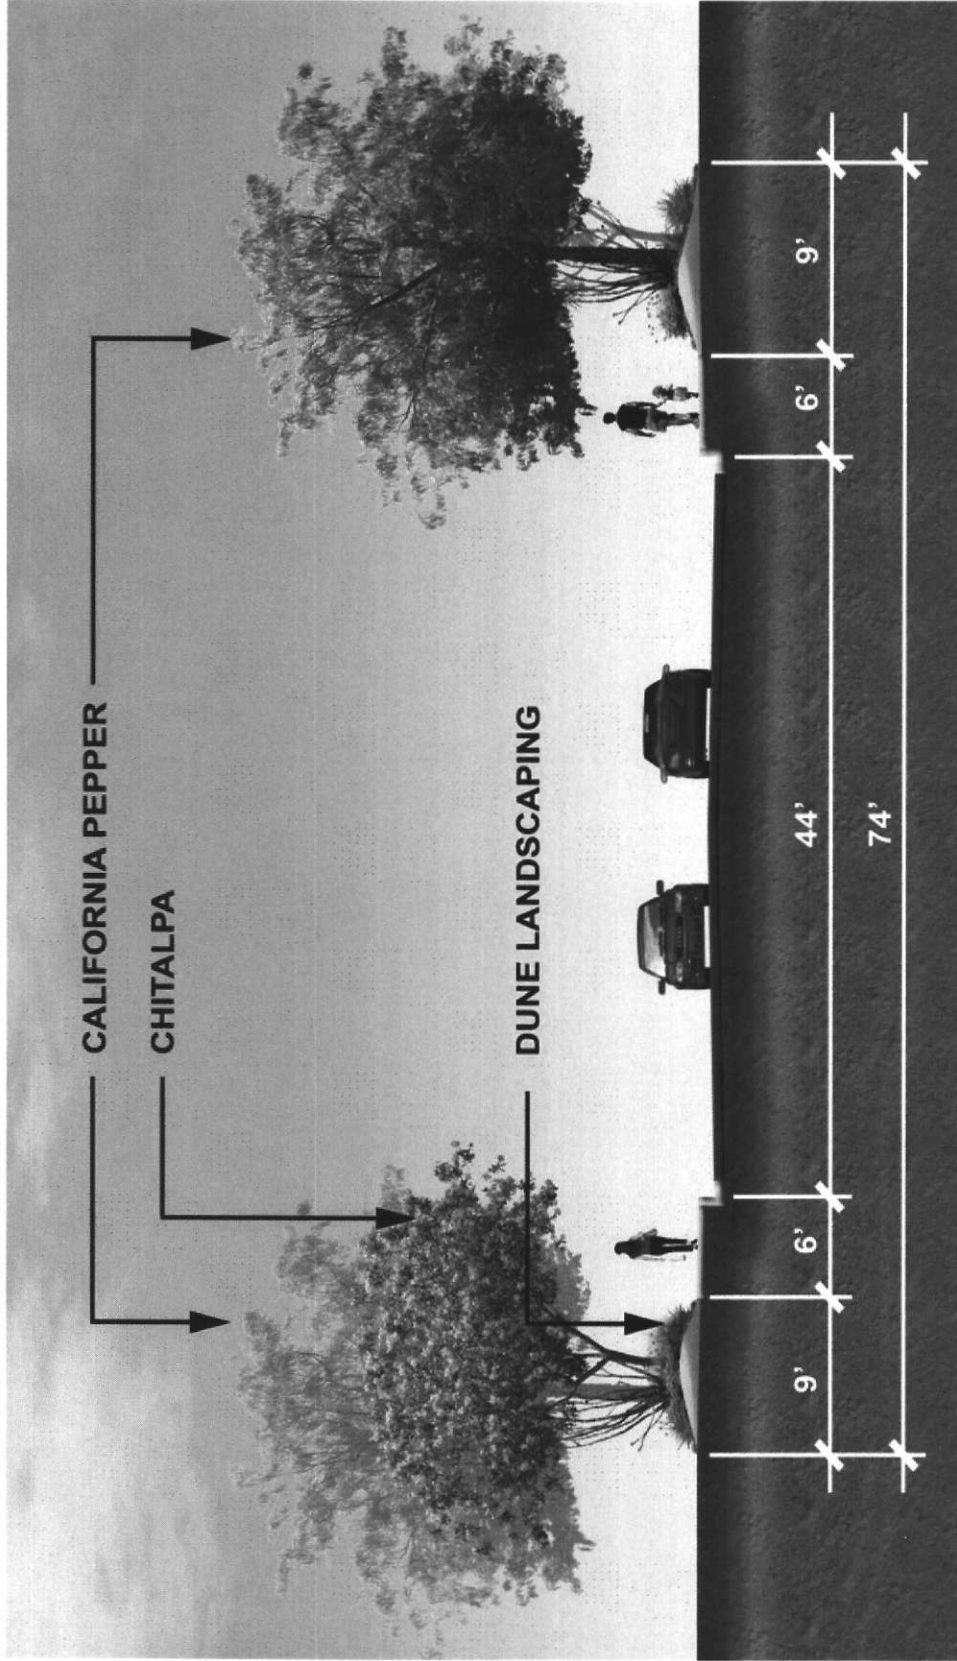 CALIFORNIA PEPPER
CHITALPA
DUNE LANDSCAPING
9' 6' 44' 6' 9'
74'